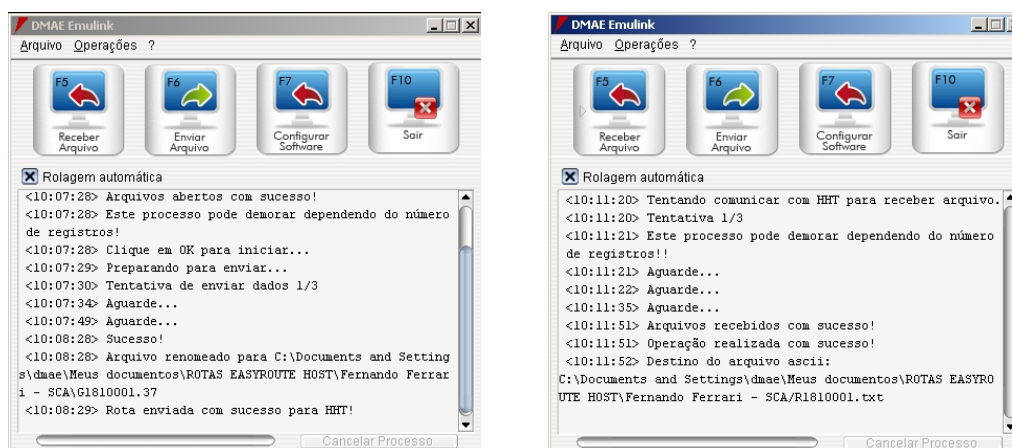 DMAE Emulink
Arquivo Operações ?
F5 F6 F7 F10
Receber Arquivo
Enviar Arquivo
Configurar Software
Sair
Rolagem automática
<10:07:28> Arquivos abertos com sucesso!
<10:07:28> Este processo pode demorar dependendo do número
de registros!
<10:07:28> Clique em OK para iniciar...
<10:07:29> Preparando para enviar...
<10:07:30> Tentativa de enviar dados 1/3
<10:07:34> Aguarde...
<10:07:49> Aguarde...
<10:08:28> Sucesso!
<10:08:28> Arquivo renomeado para C:\Documents and Setting
s\dmae\Meus documentos\ROTAS EASYROUTE HOST\Fernando Ferrar
i - SCA\G1810001.37
<10:08:29> Rota enviada com sucesso para HHT!
Cancelar Processo
DMAE Emulink
Arquivo Operações ?
F5 F6 F7 F10
Receber Arquivo
Enviar Arquivo
Configurar Software
Sair
Rolagem automática
<10:11:20> Tentando comunicar com HHT para receber arquivo.
<10:11:20> Tentativa 1/3
<10:11:21> Este processo pode demorar dependendo do número
de registros!!
<10:11:21> Aguarde...
<10:11:22> Aguarde...
<10:11:35> Aguarde...
<10:11:51> Arquivos recebidos com sucesso!
<10:11:51> Operação realizada com sucesso!
<10:11:52> Destino do arquivo ascii:
C:\Documents and Settings\dmae\Meus documentos\ROTAS EASYRO
UTE HOST\Fernando Ferrari - SCA/R1810001.txt
Cancelar Processo